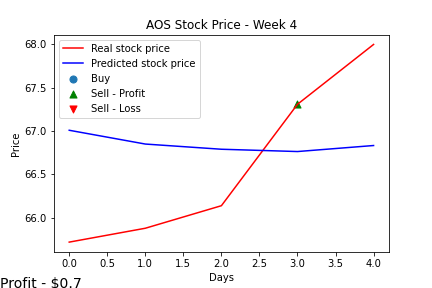 AOS Stock Price - Week 4
Real stock price
Predicted stock price
Buy
Sell - Profit
Sell - Loss
68.0
67.5
67.0
66.5
66.0
Price
0.0 0.5 1.0 1.5 2.0 2.5 3.0 3.5 4.0
Days
Profit - $0.7